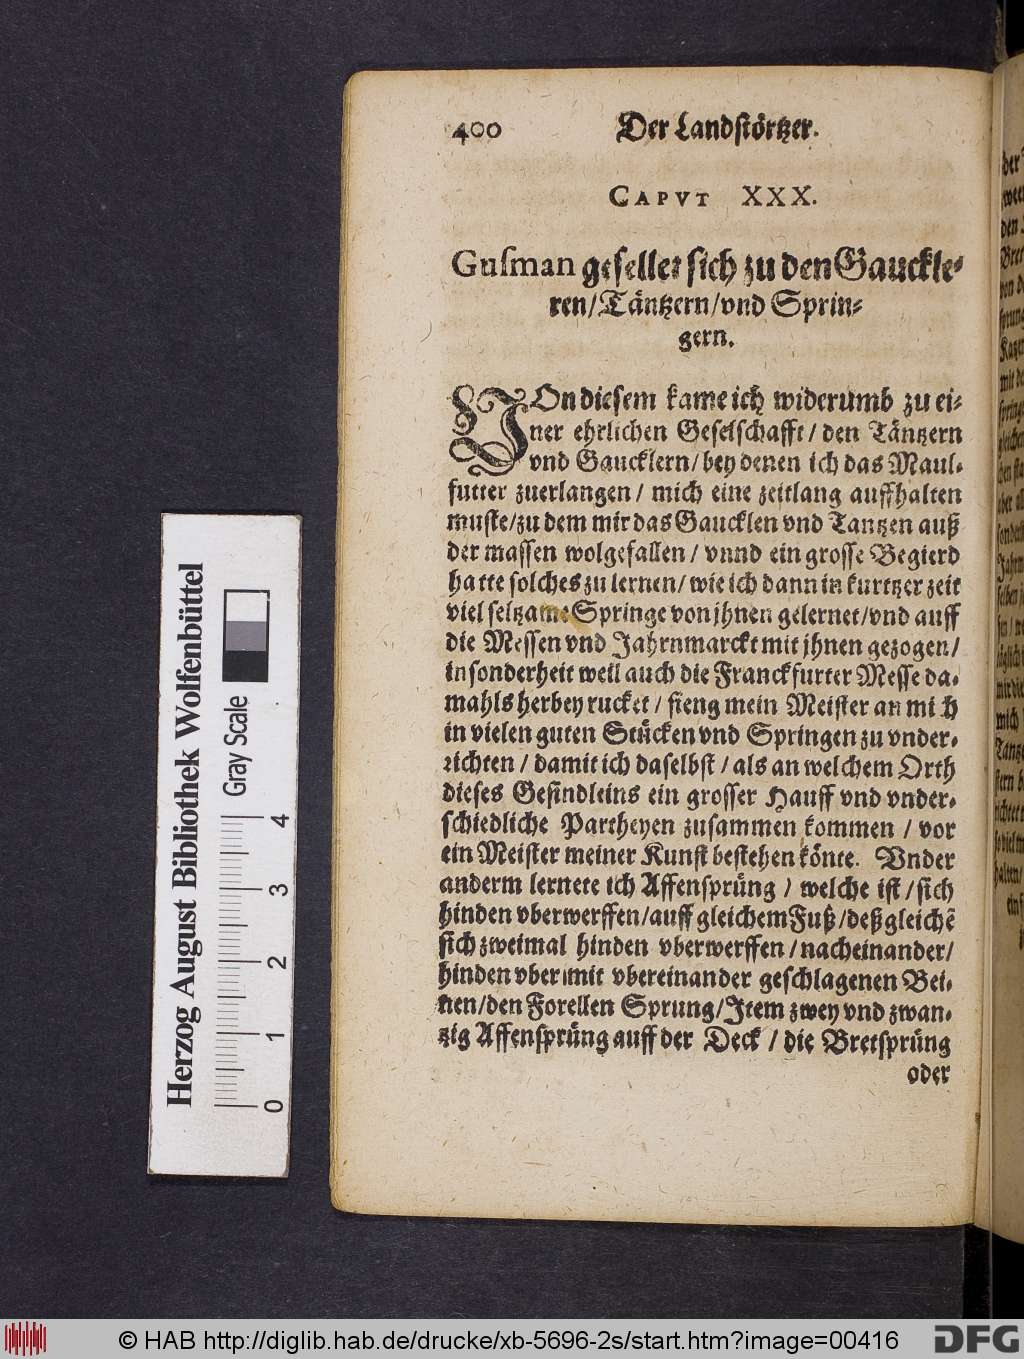 400 Der Landstörtzer.
CAPVT XXX.
Gusman gesellet sich zu den Gauckle-
ren/ Täntzern/ vnd Sprin-
gern.
VOn diesem kame ich widerumb zu ei-
ner ehrlichen Geselschafft/ den Täntzern
vnd Gaucklern/ bey denen ich das Maul-
futter zuerlangen/ mich eine zeitlang auffhalten
muste/ zu dem mir das Gaucklen vnd Tantzen auß
der massen wolgefallen/ vnnd ein grosse Begierd
hatte solches zu lernen/ wie ich dann in kurtzer zeit
viel seltzame Springe von jhnen gelernet/ vnd auff
die Messen vnd Jahrnmarckt mit jhnen gezogen/
insonderheit weil auch die Franckfurter Messe da-
mahls herbey rucket/ fieng mein Meister an mi h
in vielen guten Stücken vnd Springen zu vnder-
richten/ damit ich daselbst/ als an welchem Orth
dieses Gesindleins ein grosser Hauff vnd vnder-
schiedliche Partheyen zusammen kommen/ vor
ein Meister meiner Kunst bestehen könte. Vnder
anderm lernete ich Affensprüng/ welche ist/ sich
hinden vberwerffen/ auff gleichem Fuß/ deßgleichẽ
sich zweimal hinden vberwerffen/ nacheinander/
hinden vber mit vbereinander geschlagenen Bei-
nen/ den Forellen Sprung/ Item zwey vnd zwan-
tzig Affensprüng auff der Deck/ die Bretsprüng
oder
Herzog August Bibliothek Wolfenbüttel
Gray Scale
0 1 2 3 4
© HAB http://diglib.hab.de/drucke/xb-5696-2s/start.htm?image=00416
DFG